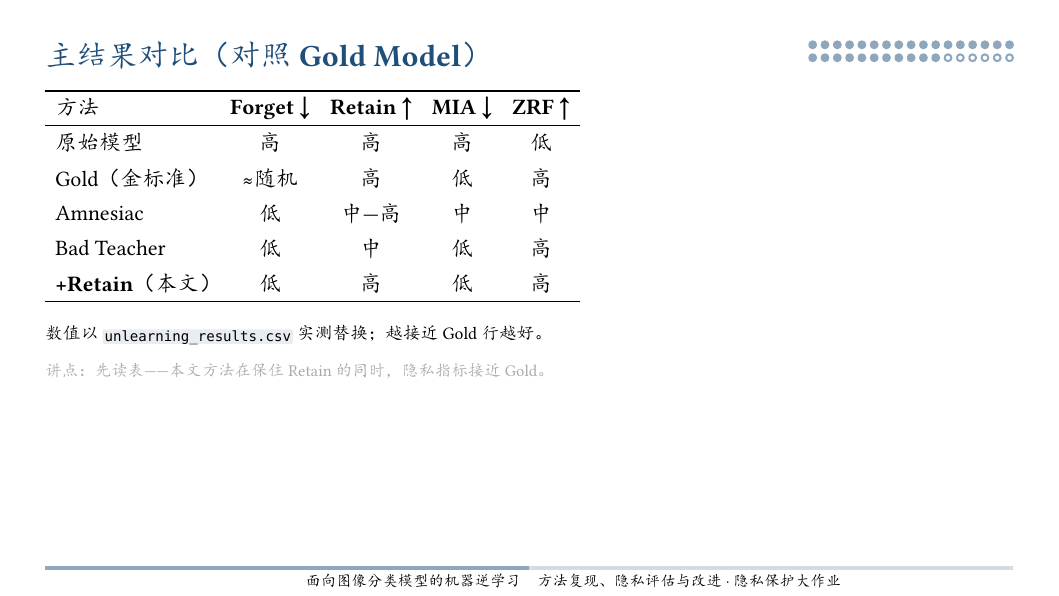 主结果对比（对照 Gold Model）
方法 Forget ↓ Retain ↑ MIA ↓ ZRF ↑
原始模型 高 高 高 低
Gold（金标准） ≈随机 高 低 高
Amnesiac 低 中—高 中 中
Bad Teacher 低 中 低 高
+Retain（本文） 低 高 低 高
数值以 unlearning_results.csv 实测替换；越接近 Gold 行越好。
讲点：先读表——本文方法在保住 Retain 的同时，隐私指标接近 Gold。
面向图像分类模型的机器逆学习 方法复现、隐私评估与改进 · 隐私保护大作业